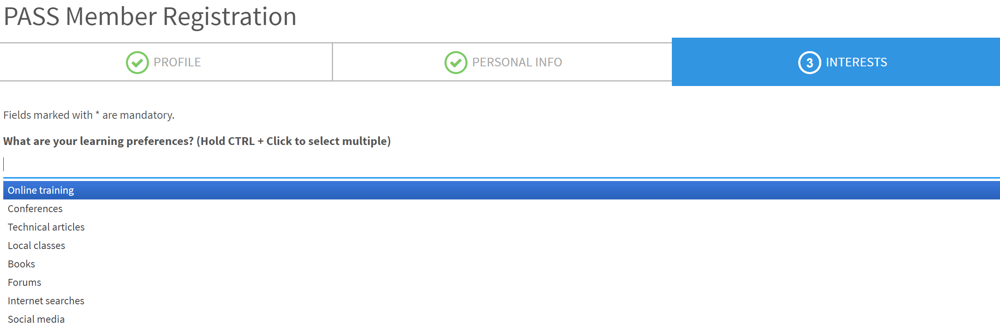 PASS Member Registration
PROFILE
PERSONAL INFO
3 INTERESTS
Fields marked with * are mandatory.
What are your learning preferences? (Hold CTRL + Click to select multiple)
Online training
Conferences
Technical articles
Local classes
Books
Forums
Internet searches
Social media